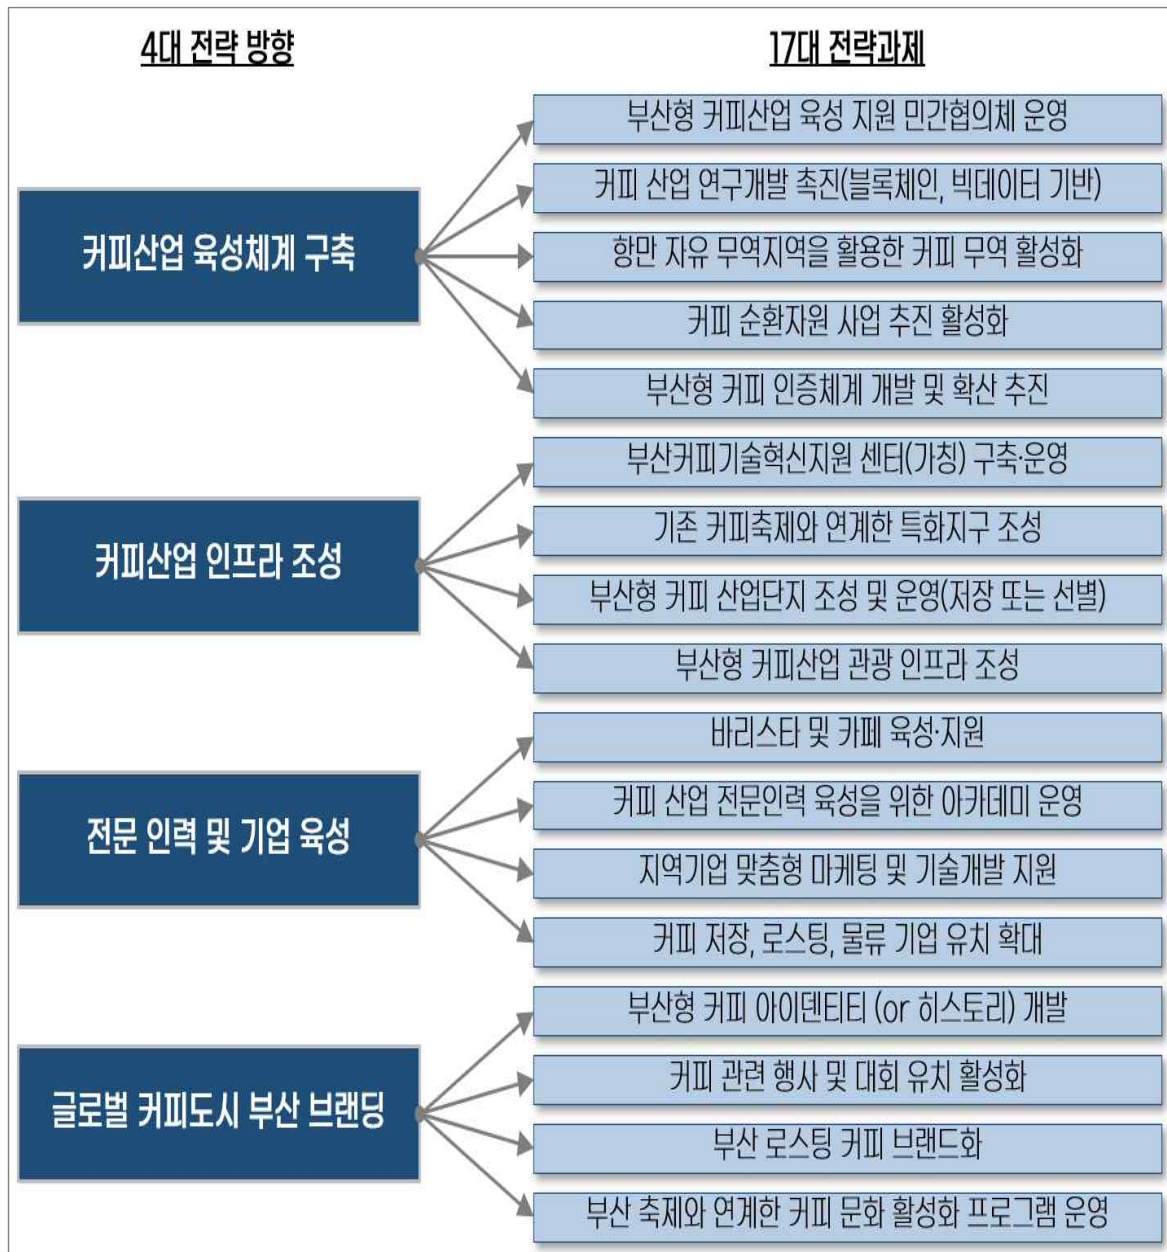 4대 전략 방향
17대 전략과제
커피산업 육성체계 구축
부산형 커피산업 육성 지원 민간협의체 운영
커피 산업 연구개발 촉진(블록체인, 빅데이터 기반)
항만 자유 무역지역을 활용한 커피 무역 활성화
커피 순환자원 사업 추진 활성화
부산형 커피 인증체계 개발 및 확산 추진
커피산업 인프라 조성
부산커피기술혁신지원 센터(가칭) 구축·운영
기존 커피축제와 연계한 특화지구 조성
부산형 커피 산업단지 조성 및 운영(저장 또는 선별)
부산형 커피산업 관광 인프라 조성
전문 인력 및 기업 육성
바리스타 및 카페 육성·지원
커피 산업 전문인력 육성을 위한 아카데미 운영
지역기업 맞춤형 마케팅 및 기술개발 지원
커피 저장, 로스팅, 물류 기업 유치 확대
글로벌 커피도시 부산 브랜딩
부산형 커피 아이덴티티 (or 히스토리) 개발
커피 관련 행사 및 대회 유치 활성화
부산 로스팅 커피 브랜드화
부산 축제와 연계한 커피 문화 활성화 프로그램 운영